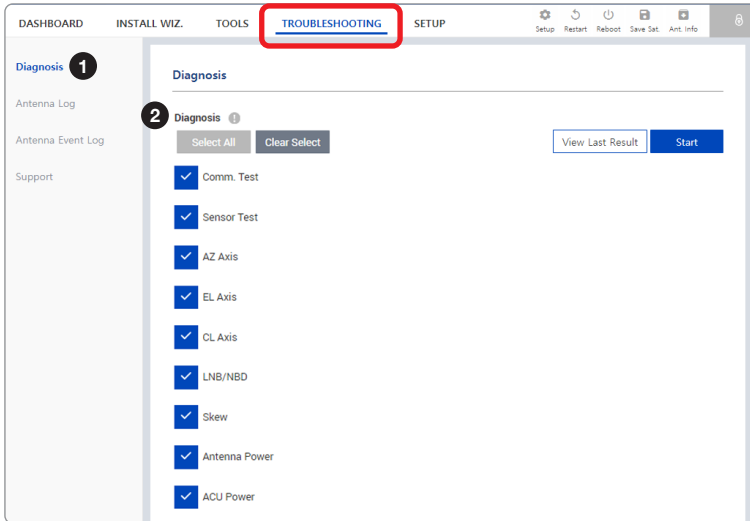 DASHBOARD INSTALL WIZ. TOOLS TROUBLESHOOTING SETUP
Setup Restart Reboot Save Sat. Ant. Info
Diagnosis 1
Antenna Log
Antenna Event Log
Support
Diagnosis
2 Diagnosis !
Select All Clear Select View Last Result Start
Comm. Test
Sensor Test
AZ Axis
EL Axis
CL Axis
LNB/NBD
Skew
Antenna Power
ACU Power